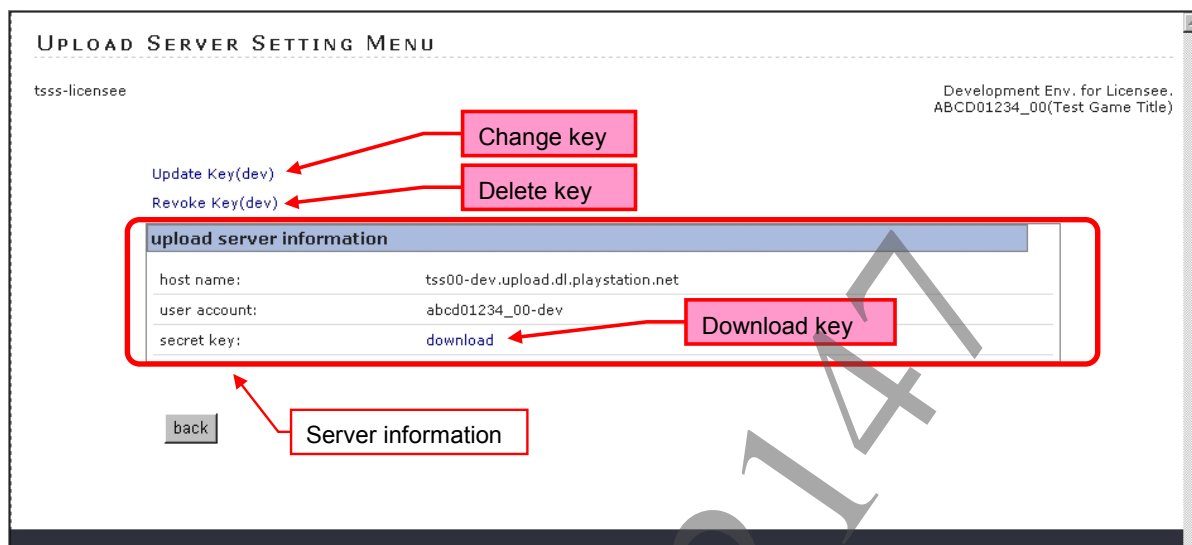 UPLOAD SERVER SETTING MENU
tsss-licensee
Development Env. for Licensee.
ABCD01234_00(Test Game Title)
Change key
Update Key(dev)
Delete key
Revoke Key(dev)
upload server information
host name: tss00-dev.upload.dl.playstation.net
user account: abcd01234_00-dev
Download key
secret key: download
back
Server information